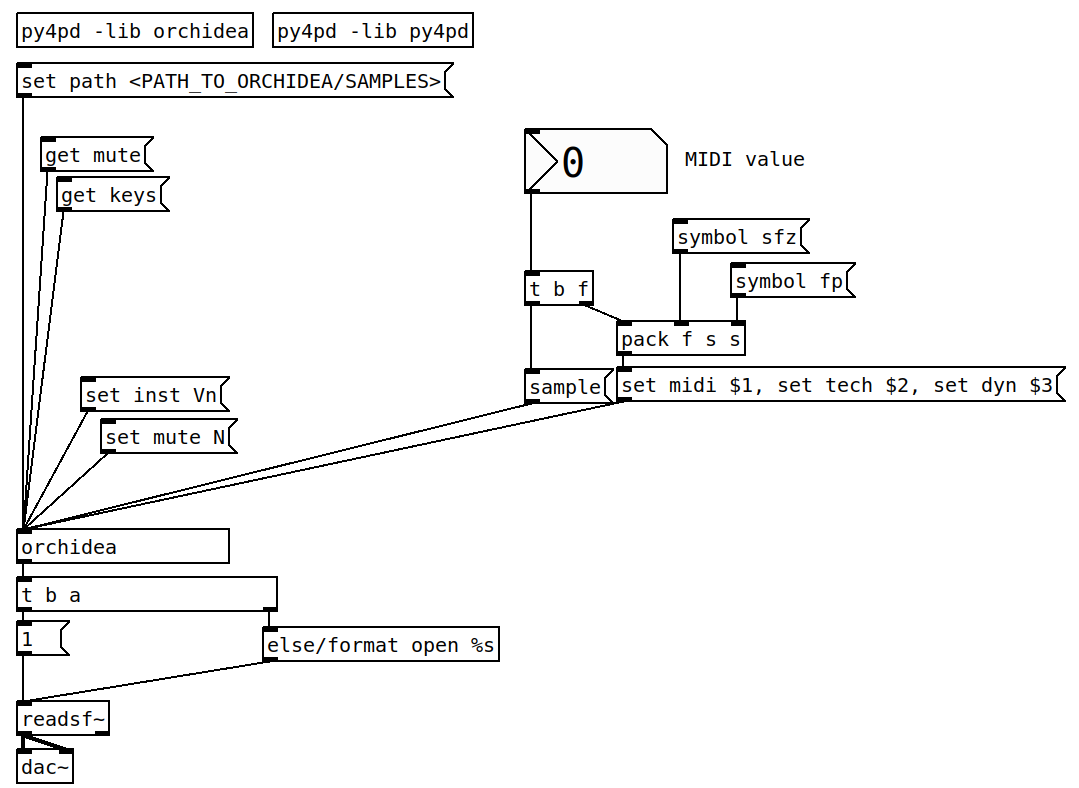 py4pd -lib orchidea
py4pd -lib py4pd
set path <PATH_TO_ORCHIDEA/SAMPLES>
get mute
0
MIDI value
get keys
symbol sfz
symbol fp
t b f
pack f s s
set inst Vn
sample
set midi $1, set tech $2, set dyn $3
set mute N
orchidea
t b a
1
else/format open %s
readsf~
dac~